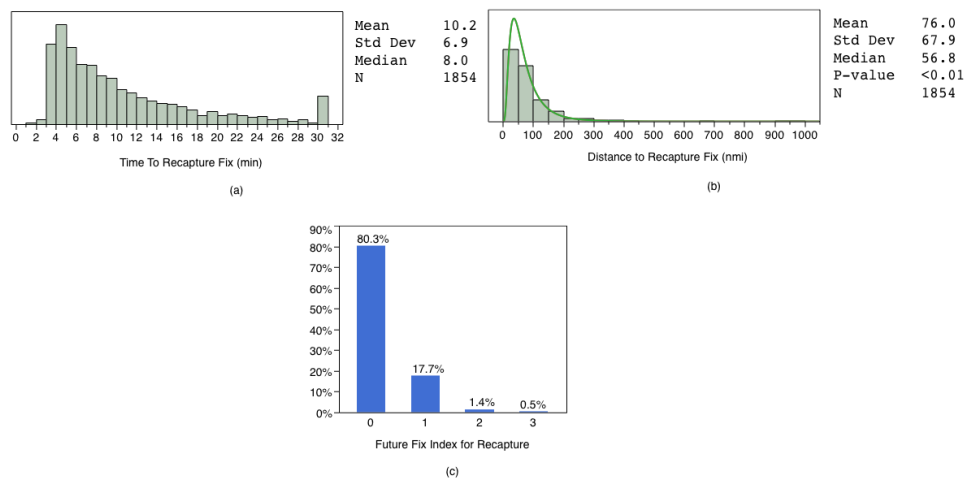 Mean 10.2
Std Dev 6.9
Median 8.0
N 1854
0 2 4 6 8 10 12 14 16 18 20 22 24 26 28 30 32
Time To Recapture Fix (min)
(a)
Mean 76.0
Std Dev 67.9
Median 56.8
P-value <0.01
N 1854
0 100 200 300 400 500 600 700 800 900 1000
Distance to Recapture Fix (nmi)
(b)
90%
80%
70%
60%
50%
40%
30%
20%
10%
0%
80.3%
17.7%
1.4%
0.5%
0 1 2 3
Future Fix Index for Recapture
(c)